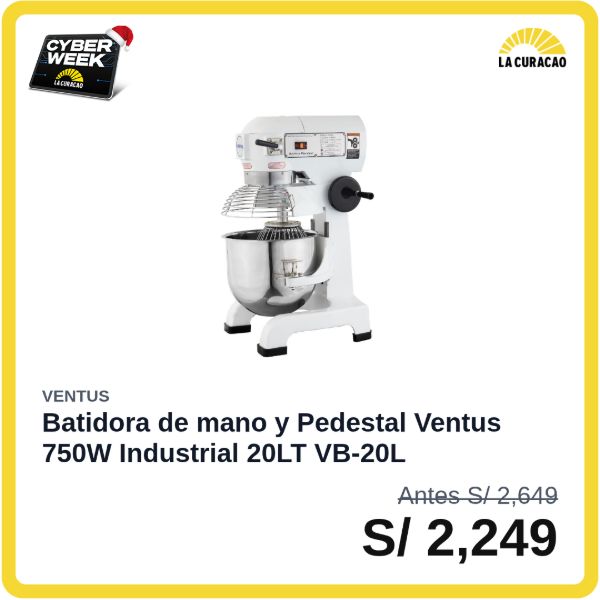 CYBER
WEEK
LA CURACAO
LA CURACAO
VENTUS
Batidora de mano y Pedestal Ventus
750W Industrial 20LT VB-20L
Antes S/ 2,649
S/ 2,249